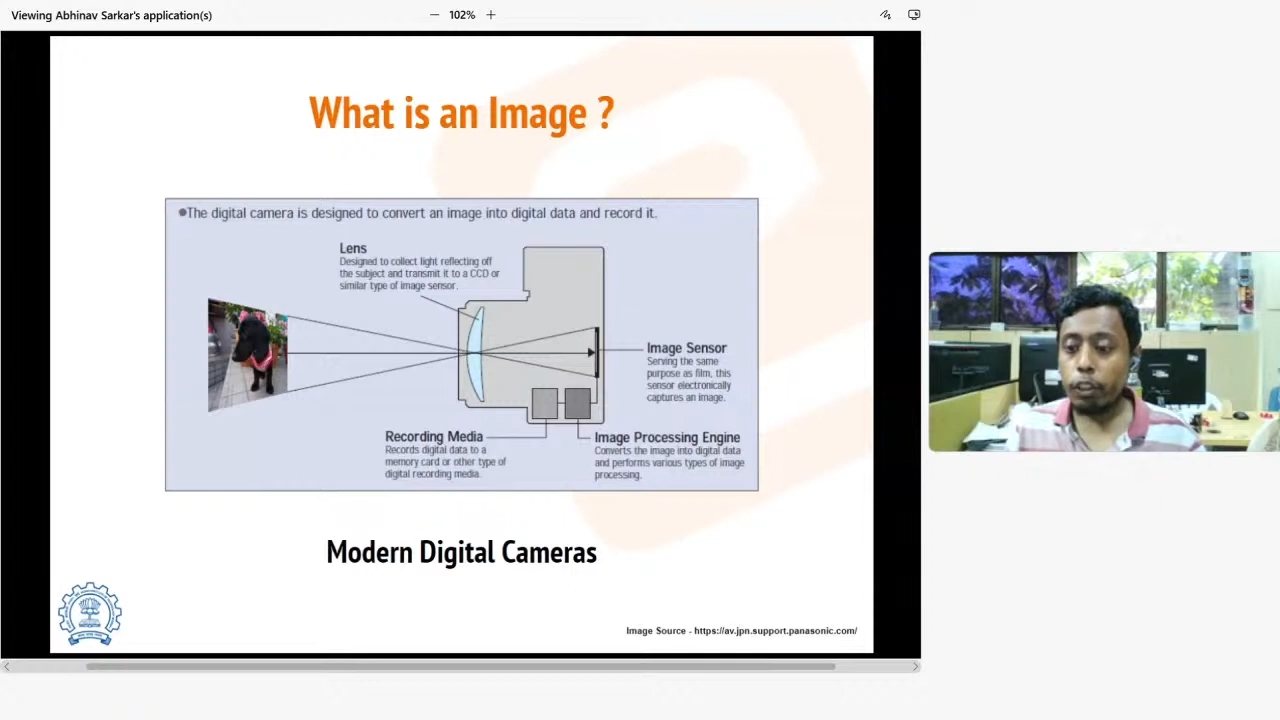 Viewing Abhinav Sarkar's application(s)
102%
What is an Image ?
●The digital camera is designed to convert an image into digital data and record it.
Lens
Designed to collect light reflecting off
the subject and transmit it to a CCD or
similar type of image sensor.
Image Sensor
Serving the same
purpose as film, this
sensor electronically
captures an image.
Recording Media
Records digital data to a
memory card or other type of
digital recording media.
Image Processing Engine
Converts the image into digital data
and performs various types of image
processing.
Modern Digital Cameras
Image Source - https://av.jpn.support.panasonic.com/